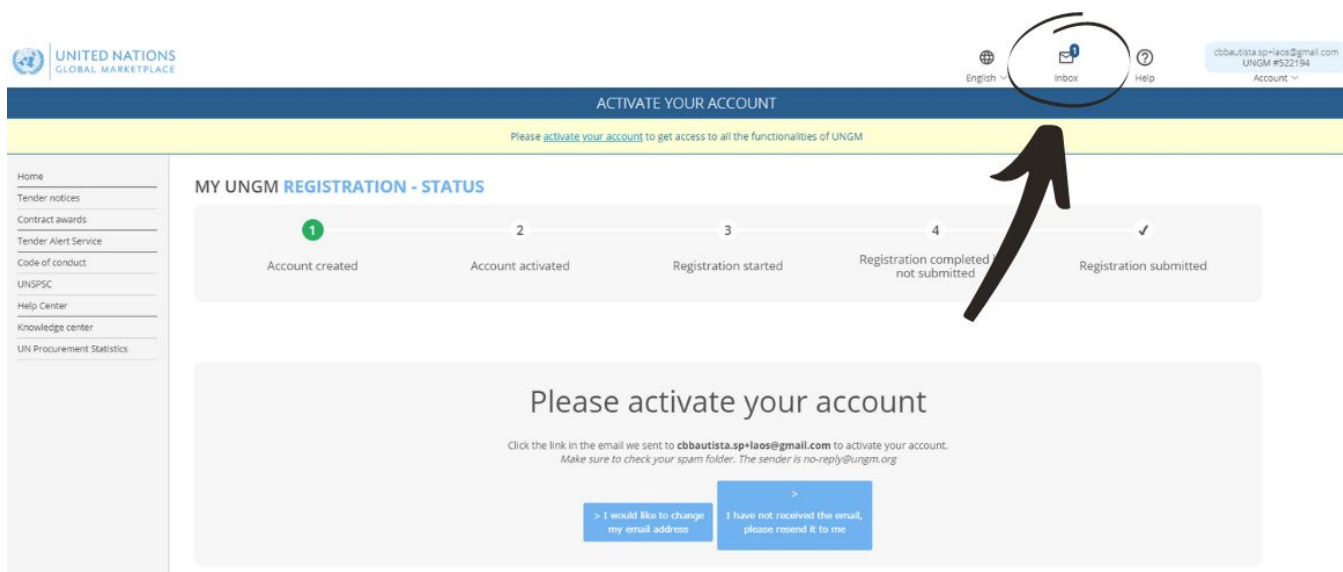 UNITED NATIONS
GLOBAL MARKETPLACE
English
1
Inbox
Help
cbbautista.sp+laos@gmail.com
UNGM #522194
Account
ACTIVATE YOUR ACCOUNT
Please activate your account to get access to all the functionalities of UNGM
Home
Tender notices
Contract awards
Tender Alert Service
Code of conduct
UNSPSC
Help Center
Knowledge center
UN Procurement Statistics
MY UNGM REGISTRATION - STATUS
1
2
3
4
Account created
Account activated
Registration started
Registration completed
not submitted
Registration submitted
Please activate your account
Click the link in the email we sent to cbbautista.sp+laos@gmail.com to activate your account.
Make sure to check your spam folder. The sender is no-reply@ungm.org
> I would like to change
my email address
>
I have not received the email,
please resend it to me